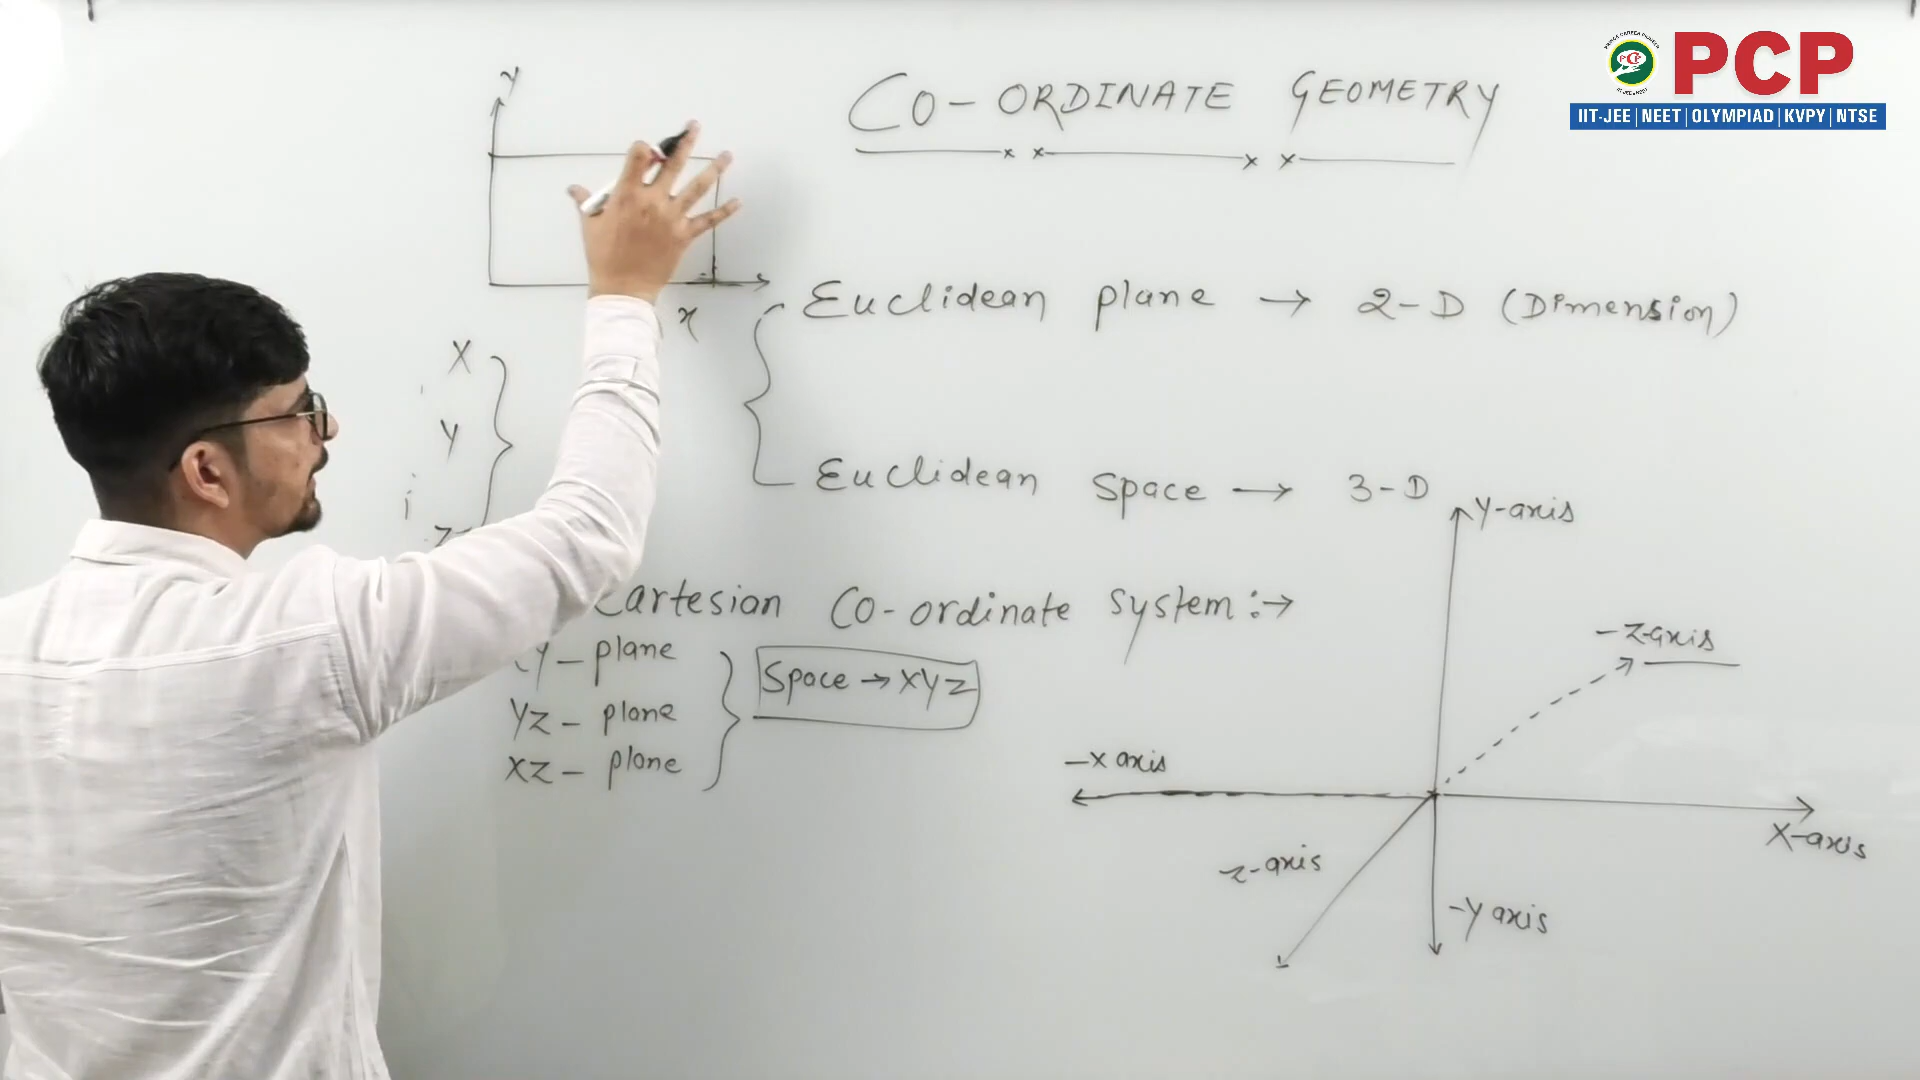 PCP
IIT-JEE | NEET | OLYMPIAD | KVPY | NTSE
CO-ORDINATE GEOMETRY
y
x
Euclidean plane → 2-D (Dimension)
X
Y
Z
Euclidean Space → 3-D
Cartesian Co-ordinate system :→
Y-plane
YZ - plane
XZ - plane
Space → XYZ
Y-axis
-Z-axis
-X axis
X-axis
Z-axis
-Y axis